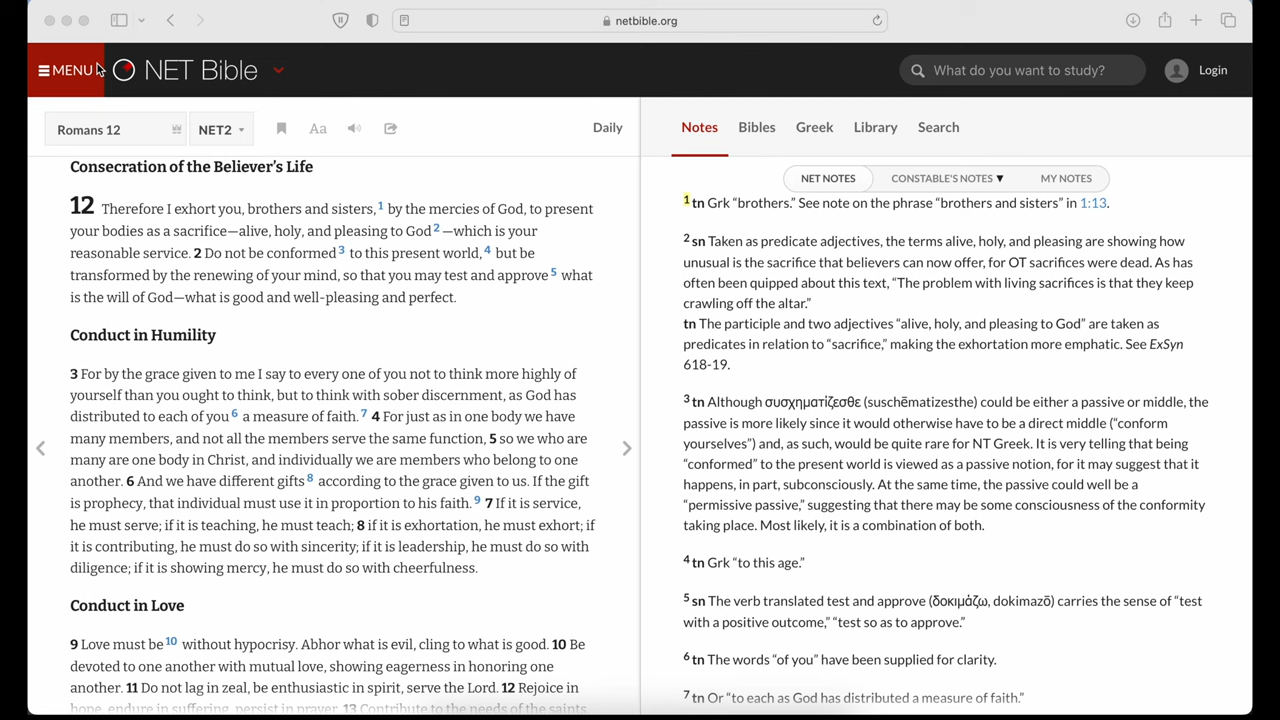 netbible.org
MENU
NET Bible
What do you want to study?
Login
Romans 12
NET2
Aa
Daily
Consecration of the Believer’s Life
12 Therefore I exhort you, brothers and sisters,1 by the mercies of God, to present
your bodies as a sacrifice—alive, holy, and pleasing to God2—which is your
reasonable service. 2 Do not be conformed3 to this present world,4 but be
transformed by the renewing of your mind, so that you may test and approve5 what
is the will of God—what is good and well-pleasing and perfect.
Conduct in Humility
3 For by the grace given to me I say to every one of you not to think more highly of
yourself than you ought to think, but to think with sober discernment, as God has
distributed to each of you6 a measure of faith.7 4 For just as in one body we have
many members, and not all the members serve the same function, 5 so we who are
many are one body in Christ, and individually we are members who belong to one
another. 6 And we have different gifts8 according to the grace given to us. If the gift
is prophecy, that individual must use it in proportion to his faith.9 7 If it is service,
he must serve; if it is teaching, he must teach; 8 if it is exhortation, he must exhort; if
it is contributing, he must do so with sincerity; if it is leadership, he must do so with
diligence; if it is showing mercy, he must do so with cheerfulness.
Conduct in Love
9 Love must be10 without hypocrisy. Abhor what is evil, cling to what is good. 10 Be
devoted to one another with mutual love, showing eagerness in honoring one
another. 11 Do not lag in zeal, be enthusiastic in spirit, serve the Lord. 12 Rejoice in
hope, endure in suffering, persist in prayer. 13 Contribute to the needs of the saints,
Notes
Bibles
Greek
Library
Search
NET NOTES
CONSTABLE'S NOTES ▼
MY NOTES
1 tn Grk “brothers.” See note on the phrase “brothers and sisters” in 1:13.
2 sn Taken as predicate adjectives, the terms alive, holy, and pleasing are showing how
unusual is the sacrifice that believers can now offer, for OT sacrifices were dead. As has
often been quipped about this text, “The problem with living sacrifices is that they keep
crawling off the altar.”
tn The participle and two adjectives “alive, holy, and pleasing to God” are taken as
predicates in relation to “sacrifice,” making the exhortation more emphatic. See ExSyn
618-19.
3 tn Although συσχηματίζεσθε (suschēmatizesthe) could be either a passive or middle, the
passive is more likely since it would otherwise have to be a direct middle (“conform
yourselves”) and, as such, would be quite rare for NT Greek. It is very telling that being
“conformed” to the present world is viewed as a passive notion, for it may suggest that it
happens, in part, subconsciously. At the same time, the passive could well be a
“permissive passive,” suggesting that there may be some consciousness of the conformity
taking place. Most likely, it is a combination of both.
4 tn Grk “to this age.”
5 sn The verb translated test and approve (δοκιμάζω, dokimazō) carries the sense of “test
with a positive outcome,” “test so as to approve.”
6 tn The words “of you” have been supplied for clarity.
7 tn Or “to each as God has distributed a measure of faith.”